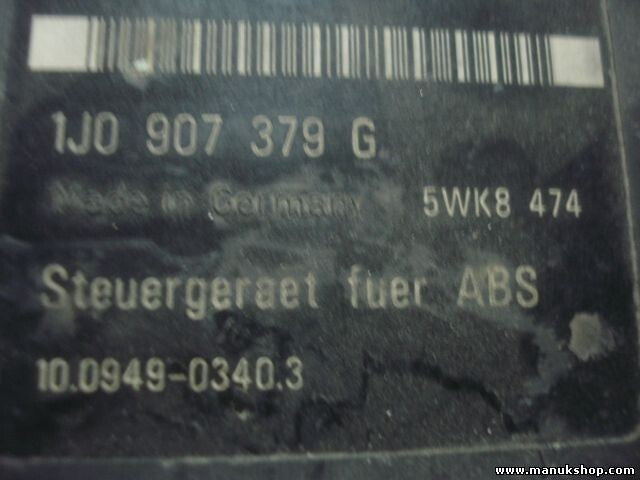 1J0 907 379 G
Made in Germany 5WK8 474
Steuergeraet fuer ABS
10.0949-0340.3
www.manukshop.com